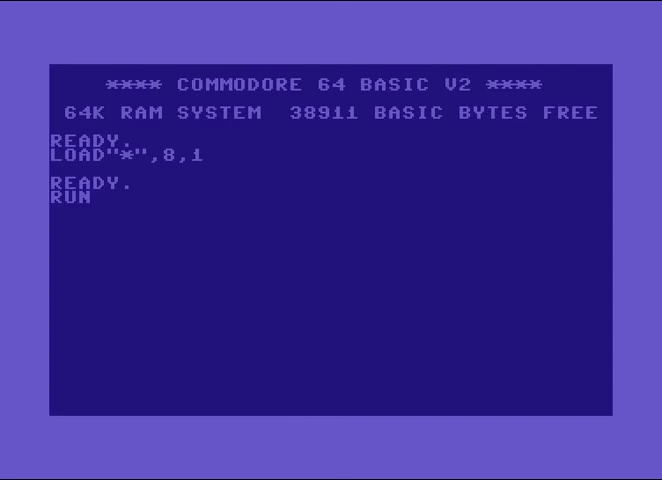 **** COMMODORE 64 BASIC V2 ****
64K RAM SYSTEM  38911 BASIC BYTES FREE
READY.
LOAD"*",8,1
READY.
RUN